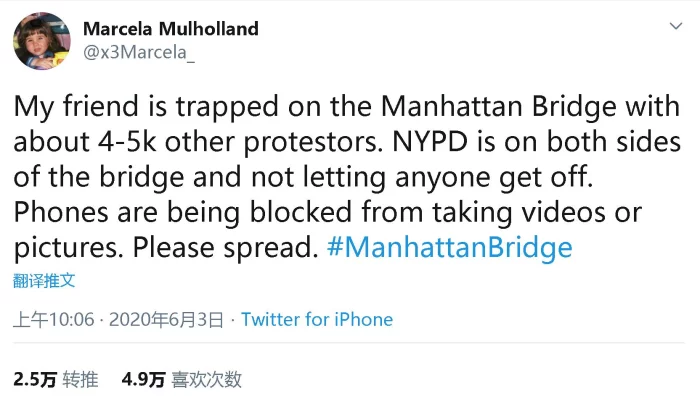 Marcela Mulholland
@x3Marcela_
My friend is trapped on the Manhattan Bridge with
about 4-5k other protestors. NYPD is on both sides
of the bridge and not letting anyone get off.
Phones are being blocked from taking videos or
pictures. Please spread. #ManhattanBridge
翻译推文
上午10:06 · 2020年6月3日 · Twitter for iPhone
2.5万 转推 4.9万 喜欢次数